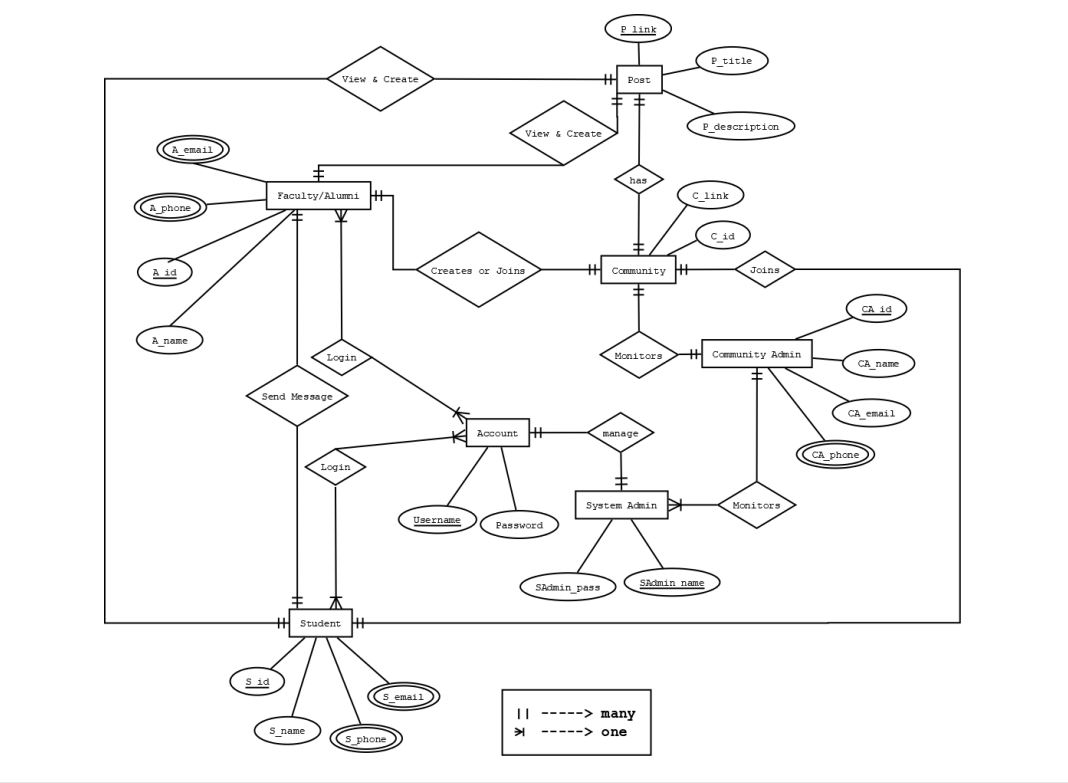 P_link
View & Create
Post
P_title
View & Create
P_description
A_email
has
Faculty/Alumni
C_link
A_phone
C_id
A_id
Creates or Joins
Community
Joins
CA_id
A_name
Login
Monitors
Community Admin
CA_name
Send Message
CA_email
Account
manage
CA_phone
Login
System Admin
Monitors
Username
Password
SAdmin_pass
SAdmin_name
Student
S_id
S_email
S_name
S_phone
|| -----> many
-----> one